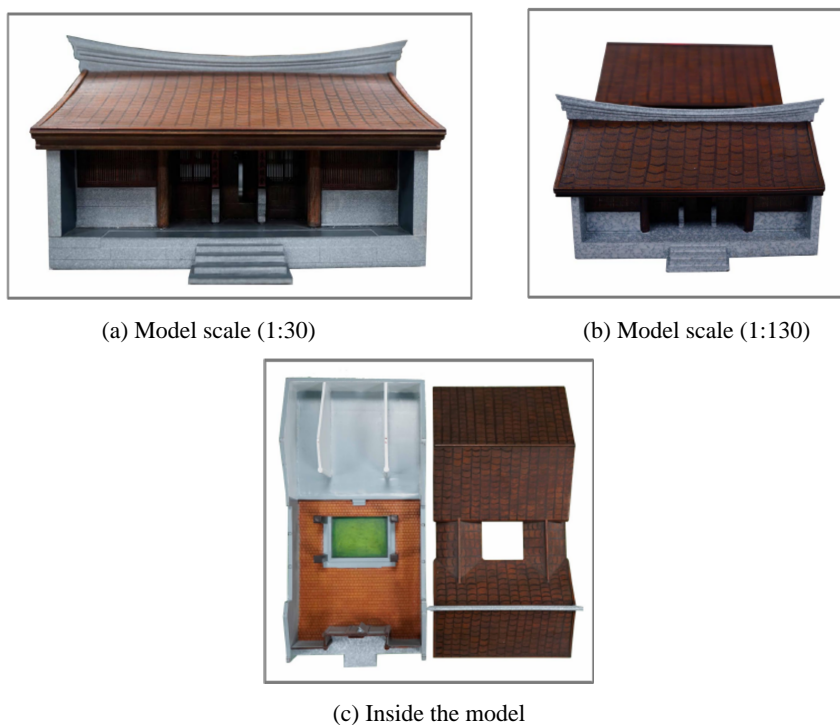 (a) Model scale (1:30)
(b) Model scale (1:130)
(c) Inside the model